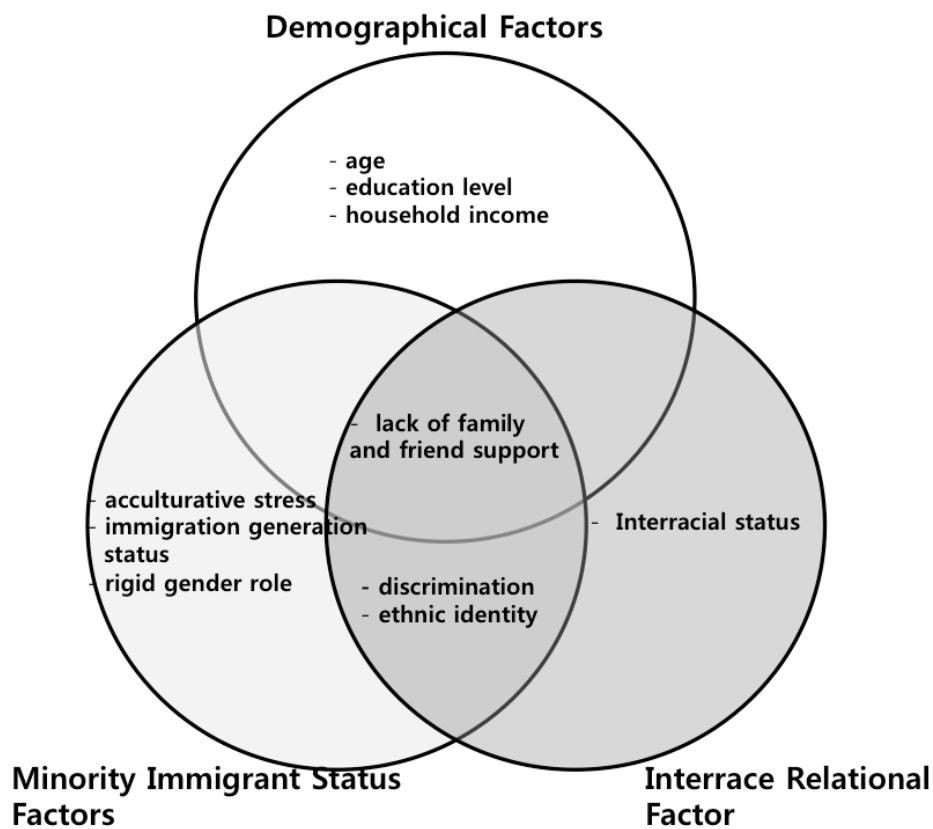 Demographical Factors
- age
- education level
- household income
- lack of family
and friend support
- acculturative stress
- immigration generation
status
- rigid gender role
- Interracial status
- discrimination
- ethnic identity
Minority Immigrant Status
Factors
Interrace Relational
Factor